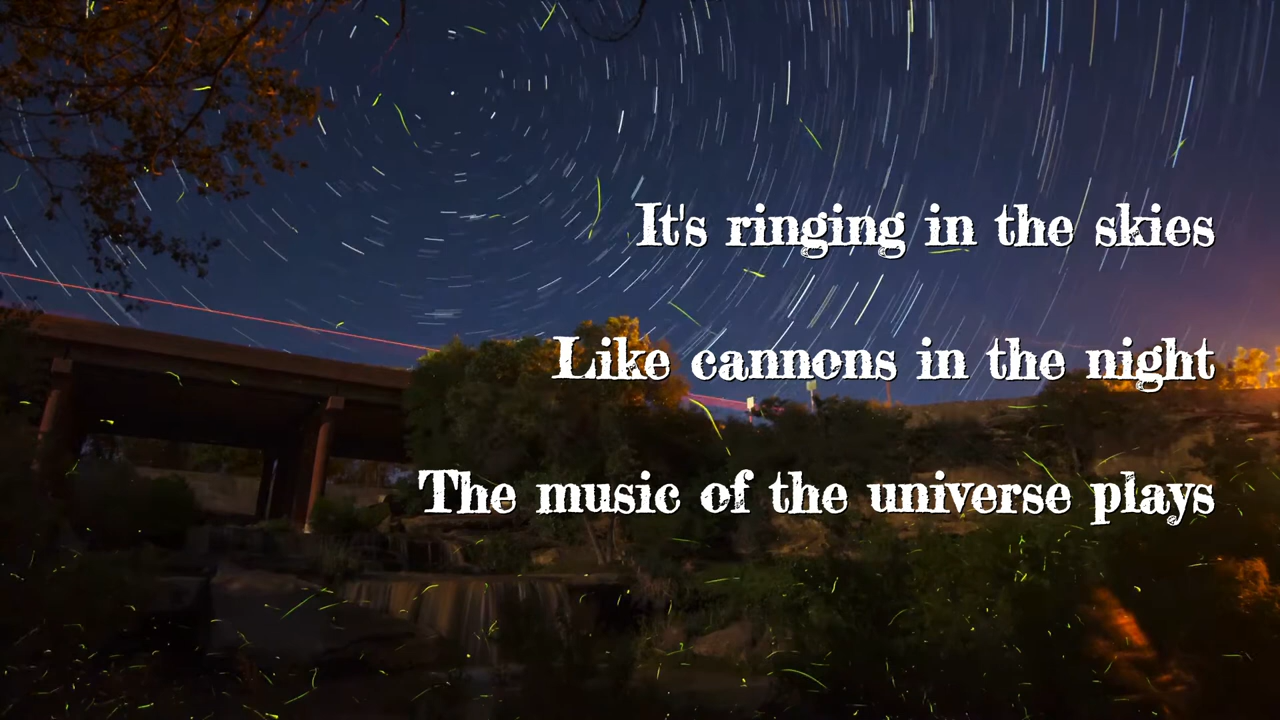 It's ringing in the skies
Like cannons in the night
The music of the universe plays